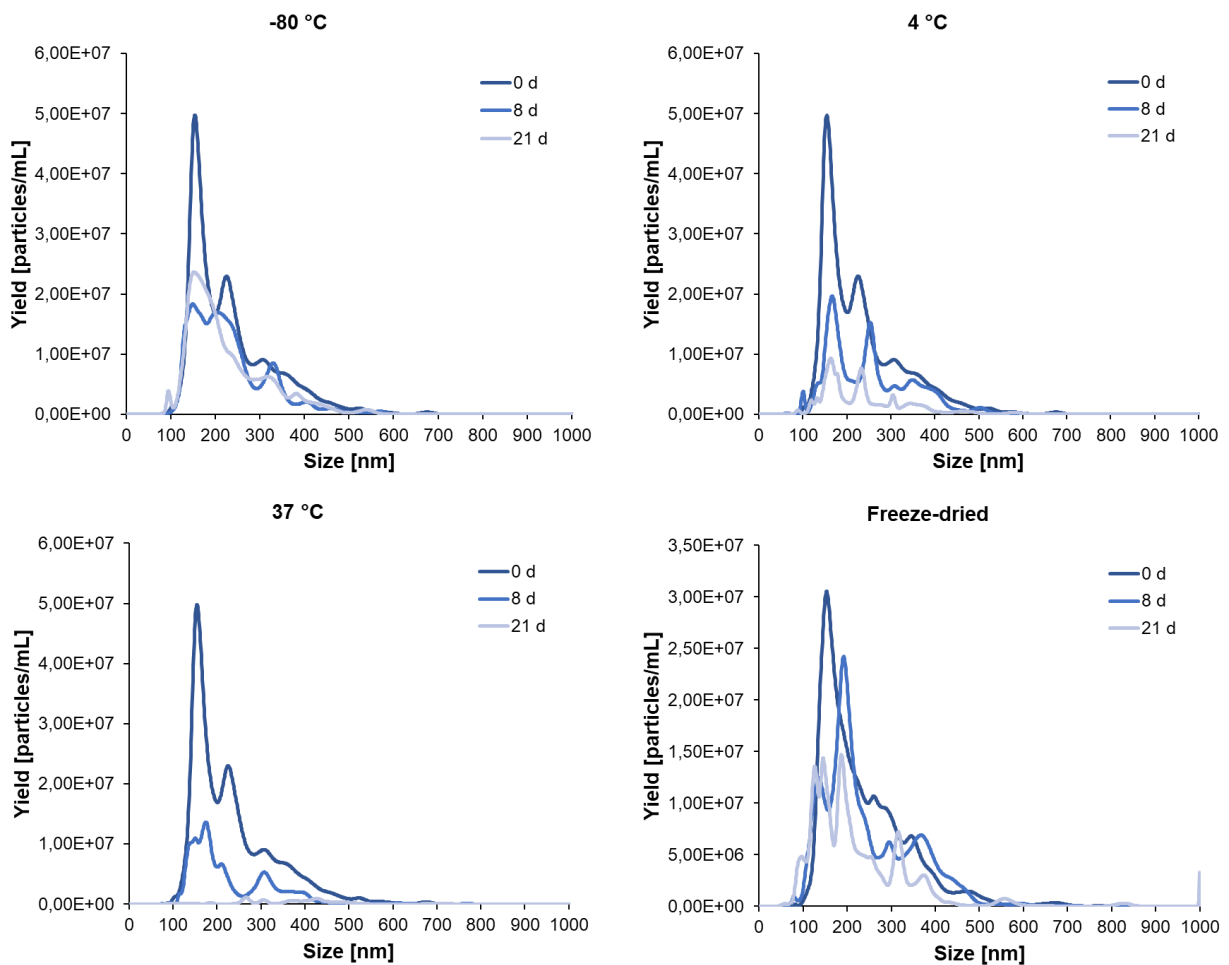 -80 °C
6,00E+07
5,00E+07
4,00E+07
3,00E+07
2,00E+07
1,00E+07
0,00E+00
Yield [particles/mL]
0 d
8 d
21 d
0 100 200 300 400 500 600 700 800 900 1000
Size [nm]
4 °C
6,00E+07
5,00E+07
4,00E+07
3,00E+07
2,00E+07
1,00E+07
0,00E+00
Yield [particles/mL]
0 d
8 d
21 d
0 100 200 300 400 500 600 700 800 900 1000
Size [nm]
37 °C
6,00E+07
5,00E+07
4,00E+07
3,00E+07
2,00E+07
1,00E+07
0,00E+00
Yield [particles/mL]
0 d
8 d
21 d
0 100 200 300 400 500 600 700 800 900 1000
Size [nm]
Freeze-dried
3,50E+07
3,00E+07
2,50E+07
2,00E+07
1,50E+07
1,00E+07
5,00E+06
0,00E+00
Yield [particles/mL]
0 d
8 d
21 d
0 100 200 300 400 500 600 700 800 900 1000
Size [nm]